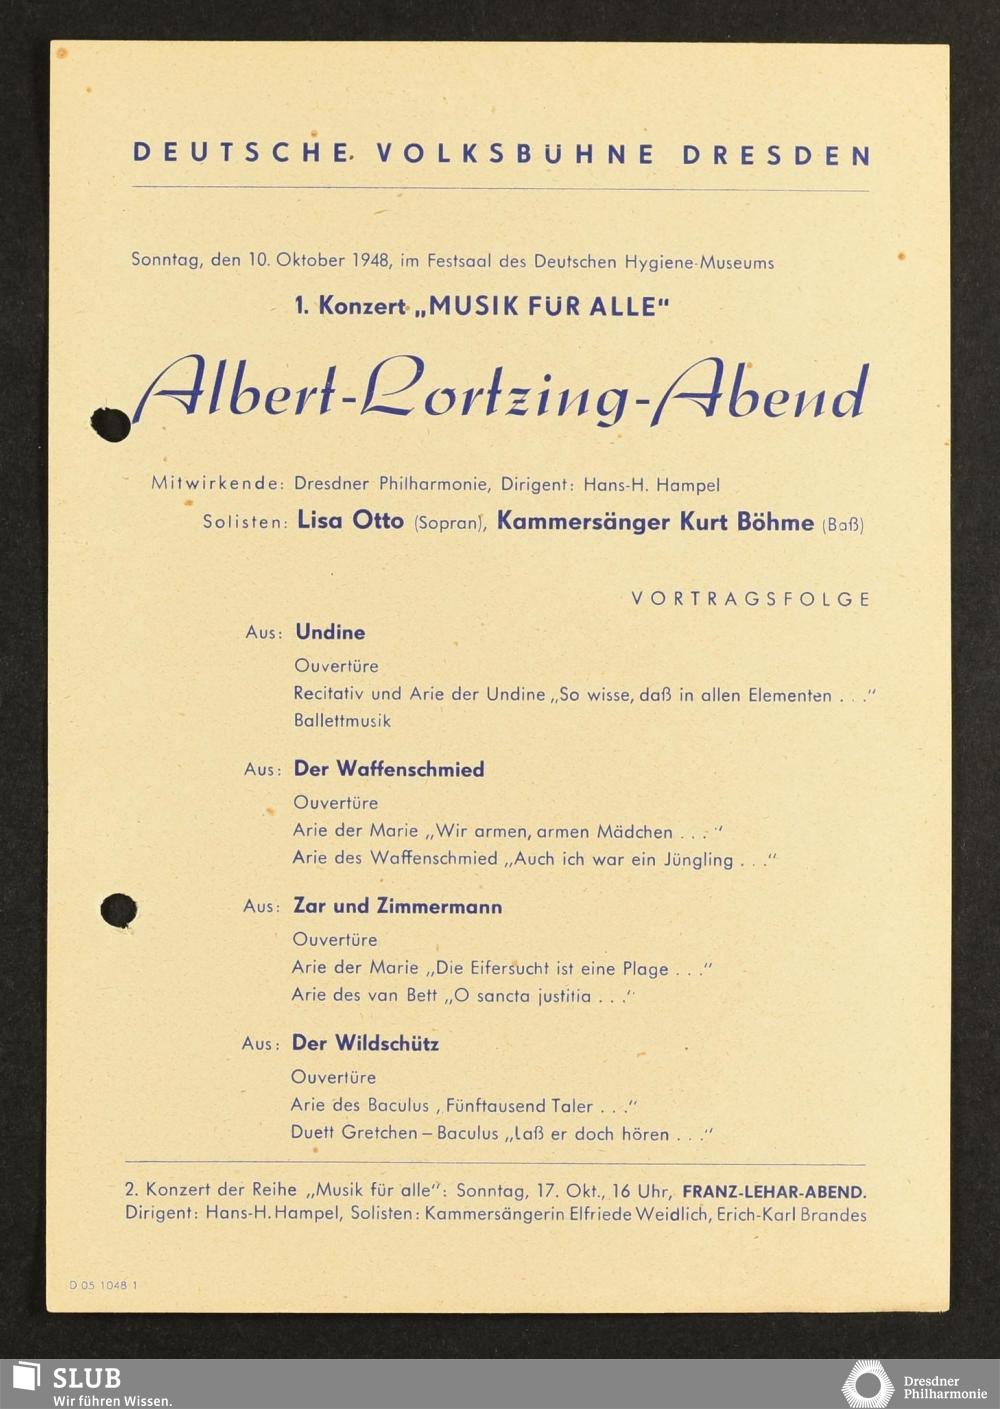 DEUTSCHE VOLKSBÜHNE DRESDEN
Sonntag, den 10. Oktober 1948, im Festsaal des Deutschen Hygiene-Museums
1. Konzert „MUSIK FÜR ALLE"
Albert-Lortzing-Abend
Mitwirkende: Dresdner Philharmonie, Dirigent: Hans-H. Hampel
Solisten: Lisa Otto (Sopran), Kammersänger Kurt Böhme (Baß)
VORTRAGSFOLGE
Aus: Undine
Ouvertüre
Recitativ und Arie der Undine „So wisse, daß in allen Elementen . . ."
Ballettmusik
Aus: Der Waffenschmied
Ouvertüre
Arie der Marie „Wir armen, armen Mädchen . . . "
Arie des Waffenschmied „Auch ich war ein Jüngling . . ."
Aus: Zar und Zimmermann
Ouvertüre
Arie der Marie „Die Eifersucht ist eine Plage . . ."
Arie des van Bett „O sancta justitia . . ."
Aus: Der Wildschütz
Ouvertüre
Arie des Baculus ‚Fünftausend Taler . . ."
Duett Gretchen – Baculus „Laß er doch hören . . ."
2. Konzert der Reihe „Musik für alle": Sonntag, 17. Okt., 16 Uhr, FRANZ-LEHAR-ABEND.
Dirigent: Hans-H. Hampel, Solisten: Kammersängerin Elfriede Weidlich, Erich-Karl Brandes
D 05 1048 1
SLUB
Wir führen Wissen.
Dresdner
Philharmonie